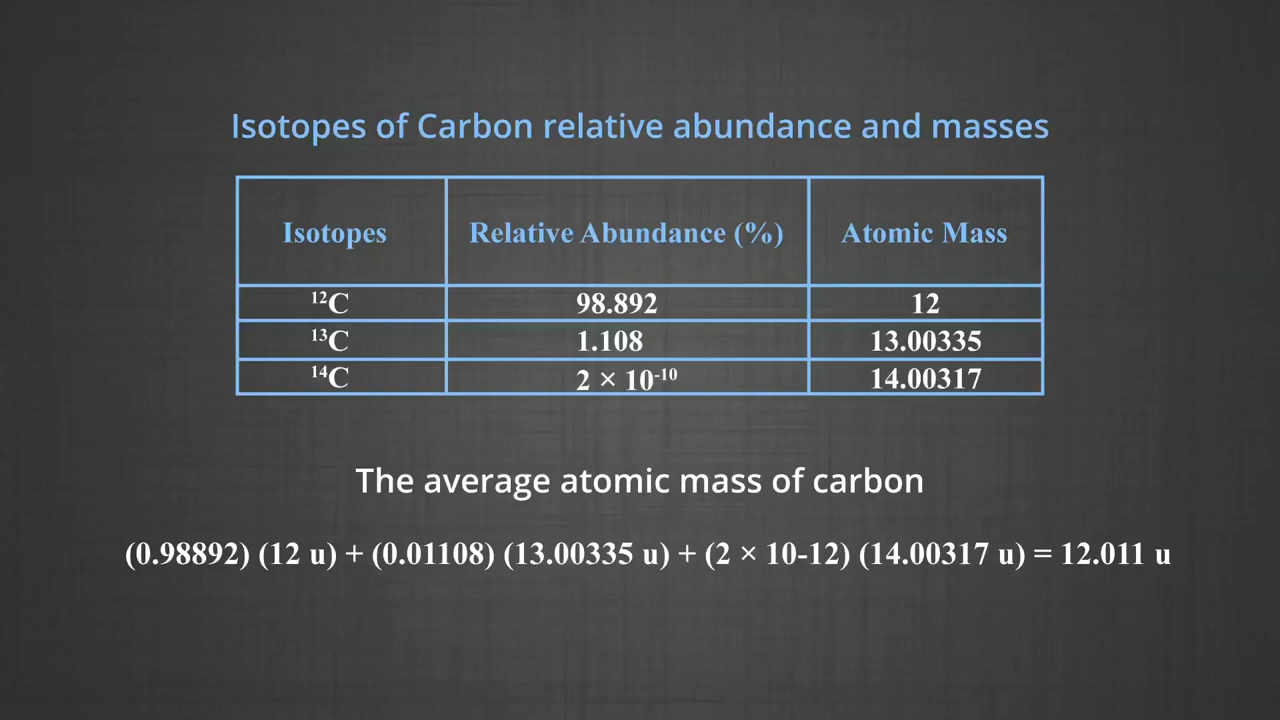 Isotopes of Carbon relative abundance and masses
Isotopes Relative Abundance (%) Atomic Mass
¹²C 98.892 12
¹³C 1.108 13.00335
¹⁴C 2 × 10⁻¹⁰ 14.00317
The average atomic mass of carbon
(0.98892) (12 u) + (0.01108) (13.00335 u) + (2 × 10-12) (14.00317 u) = 12.011 u